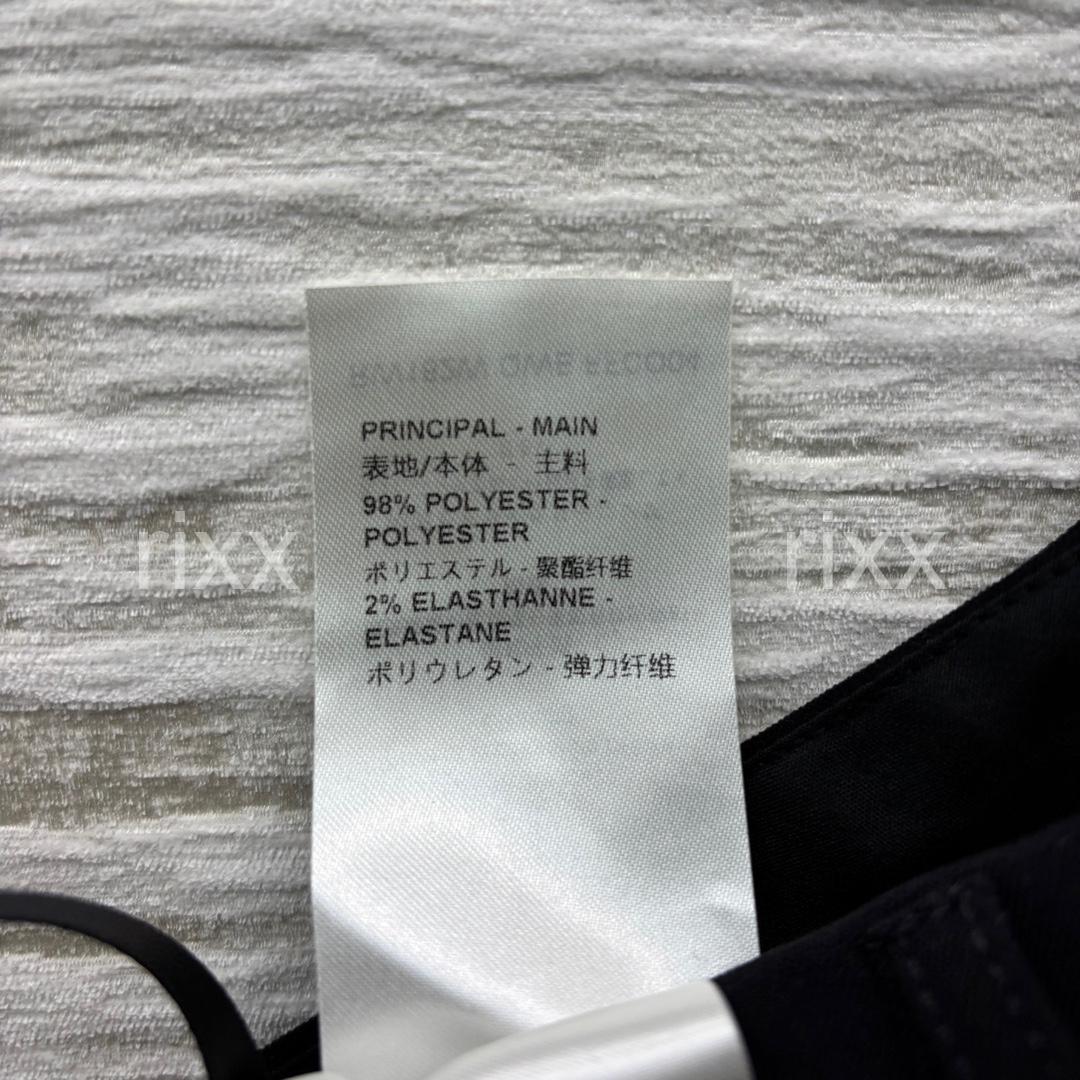 PRINCIPAL - MAIN
表地/本体 - 主料
98% POLYESTER -
POLYESTER
ポリエステル - 聚酯纤维
2% ELASTHANNE -
ELASTANE
ポリウレタン - 弹力纤维
rixx rixx